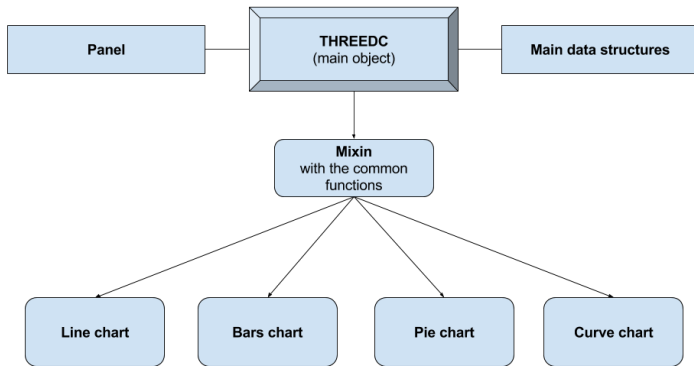 Panel
THREEDC
(main object)
Main data structures
Mixin
with the common
functions
Line chart
Bars chart
Pie chart
Curve chart